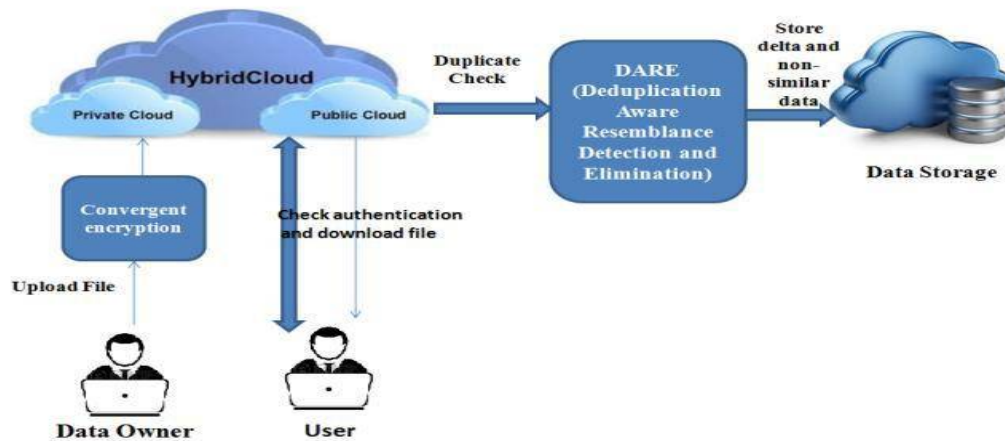 HybridCloud
Private Cloud
Public Cloud
Duplicate
Check
DARE
(Deduplication
Aware
Resemblance
Detection and
Elimination)
Store
delta and
non-
similar
data
Data Storage
Convergent
encryption
Check authentication
and download file
Upload File
Data Owner
User